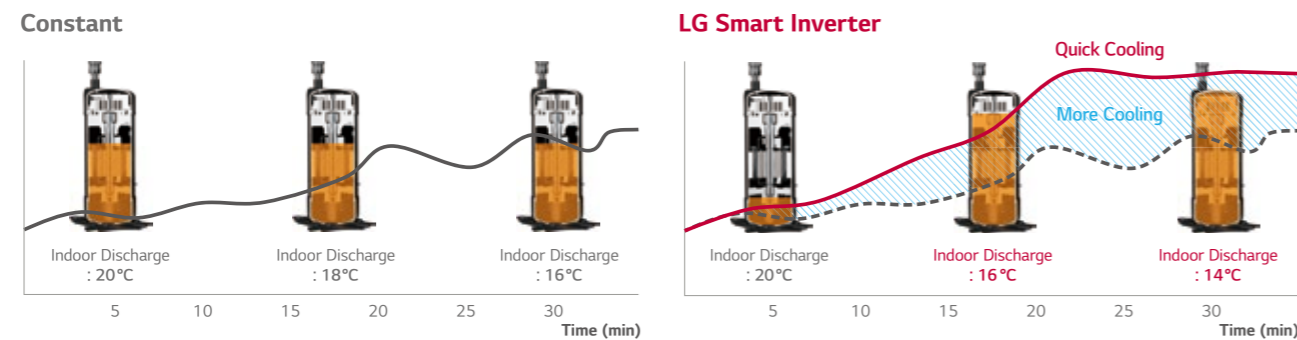 Constant
Indoor Discharge
: 20°C
Indoor Discharge
: 18°C
Indoor Discharge
: 16°C
5 10 15 20 25 30
Time (min)
LG Smart Inverter
Quick Cooling
More Cooling
Indoor Discharge
: 20°C
Indoor Discharge
: 16°C
Indoor Discharge
: 14°C
5 10 15 20 25 30
Time (min)